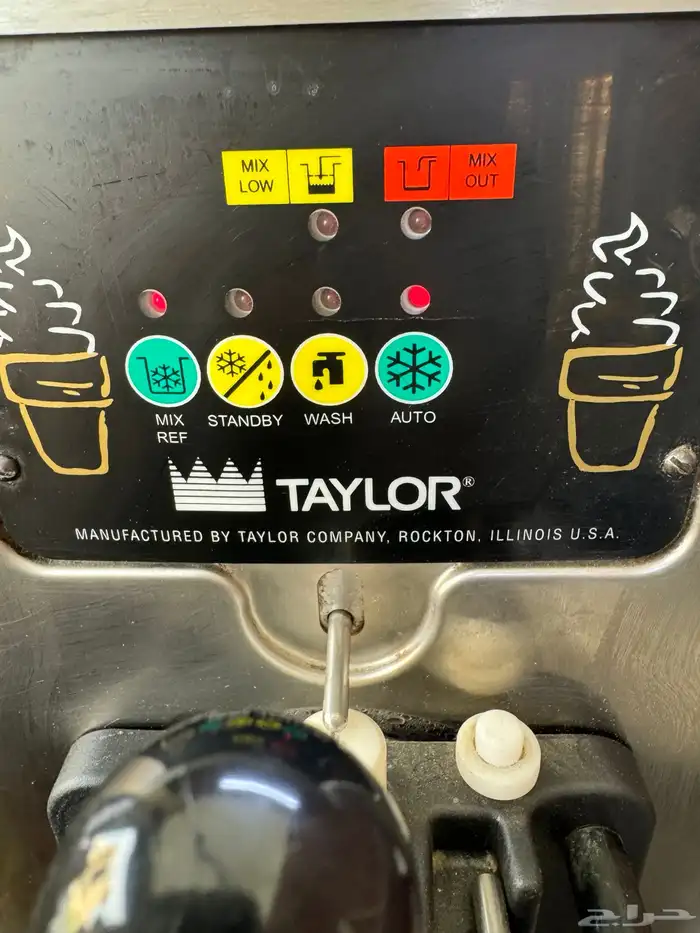 MIX
LOW
MIX
OUT
MIX
REF
STANDBY
WASH
AUTO
TAYLOR®
MANUFACTURED BY TAYLOR COMPANY, ROCKTON, ILLINOIS U.S.A.
حراج